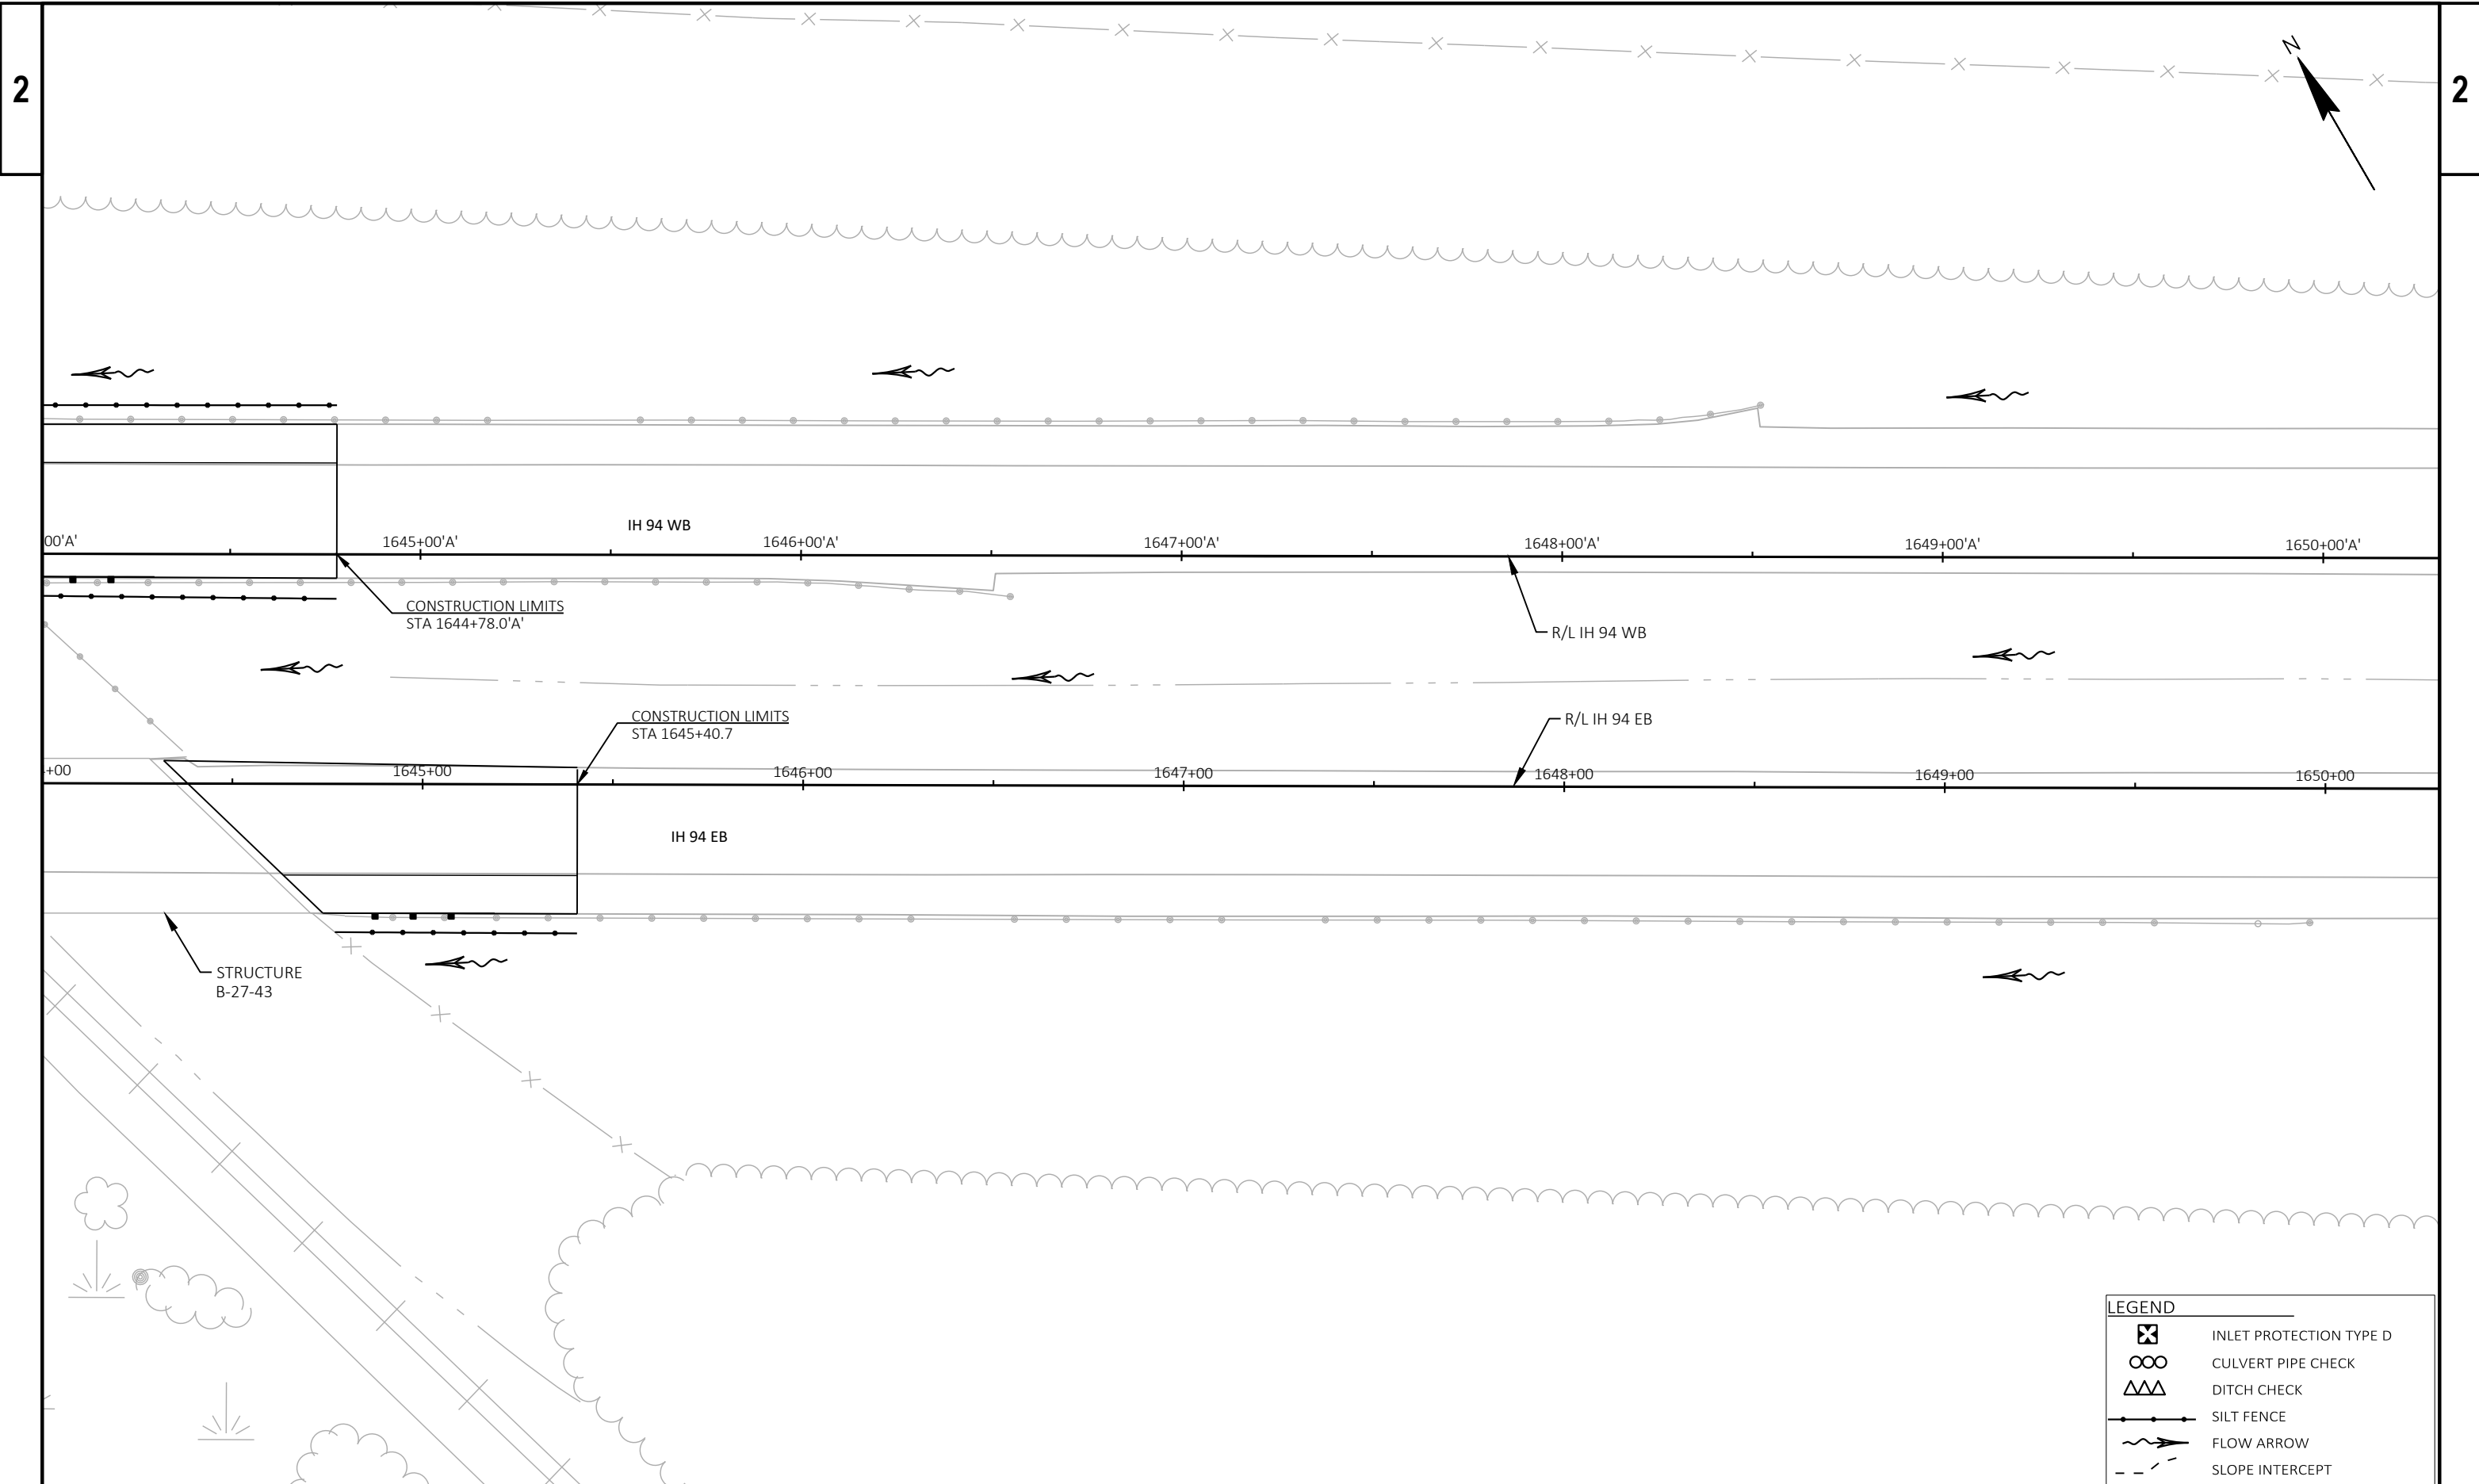 2
2
N
IH 94 WB
00'A'
1645+00'A'
1646+00'A'
1647+00'A'
1648+00'A'
1649+00'A'
1650+00'A'
CONSTRUCTION LIMITS
STA 1644+78.0'A'
R/L IH 94 WB
CONSTRUCTION LIMITS
STA 1645+40.7
R/L IH 94 EB
+00
1645+00
1646+00
1647+00
1648+00
1649+00
1650+00
IH 94 EB
STRUCTURE
B-27-43
LEGEND
INLET PROTECTION TYPE D
CULVERT PIPE CHECK
DITCH CHECK
SILT FENCE
FLOW ARROW
SLOPE INTERCEPT